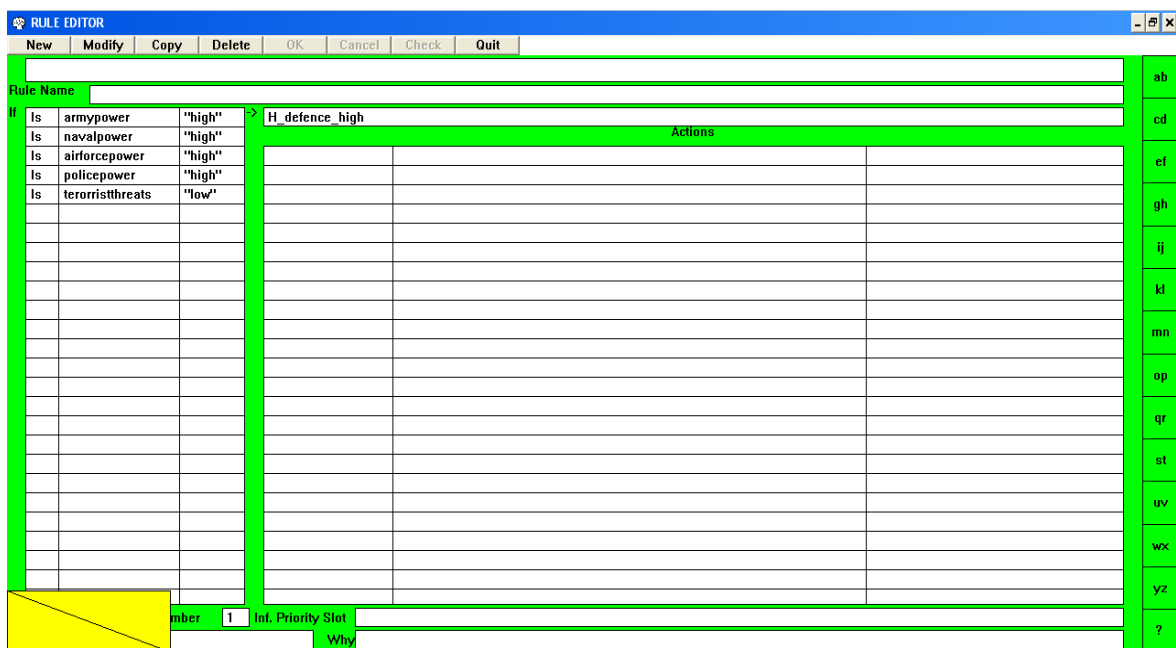 RULE EDITOR
New Modify Copy Delete OK Cancel Check Quit
ab
Rule Name
If Is armypower "high" -> H_defence_high
cd
Is navalpower "high" Actions
Is airforcepower "high"
ef
Is policepower "high"
Is terorristthreats "low"
gh
ij
kl
mn
op
qr
st
uv
wx
yz
mber 1 Inf. Priority Slot
?
Why